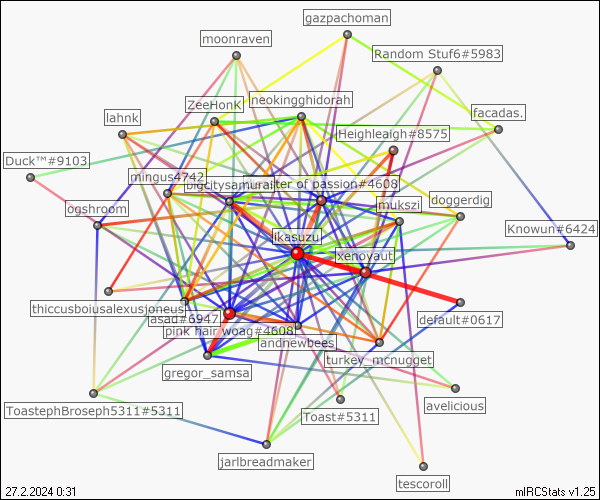 gazpachoman
moonraven
Random Stuf6#5983
ZeeHonK
neokingghidorah
lahnk
facadas.
Heighleaigh#8575
Duck™#9103
mingus4742
bigcitysamurai
ter of passion#4608
mukszi
doggerdig
ogshroom
ikasuzu
Knowun#6424
xenoyaut
thiccusboiusalexusjoneus
asad#6947
default#0617
pink hair woag#4608
andnewbees
turkey_mcnugget
gregor_samsa
ToastephBroseph5311#5311
Toast#5311
avelicious
jarlbreadmaker
tescoroll
27.2.2024 0:31
mIRCStats v1.25